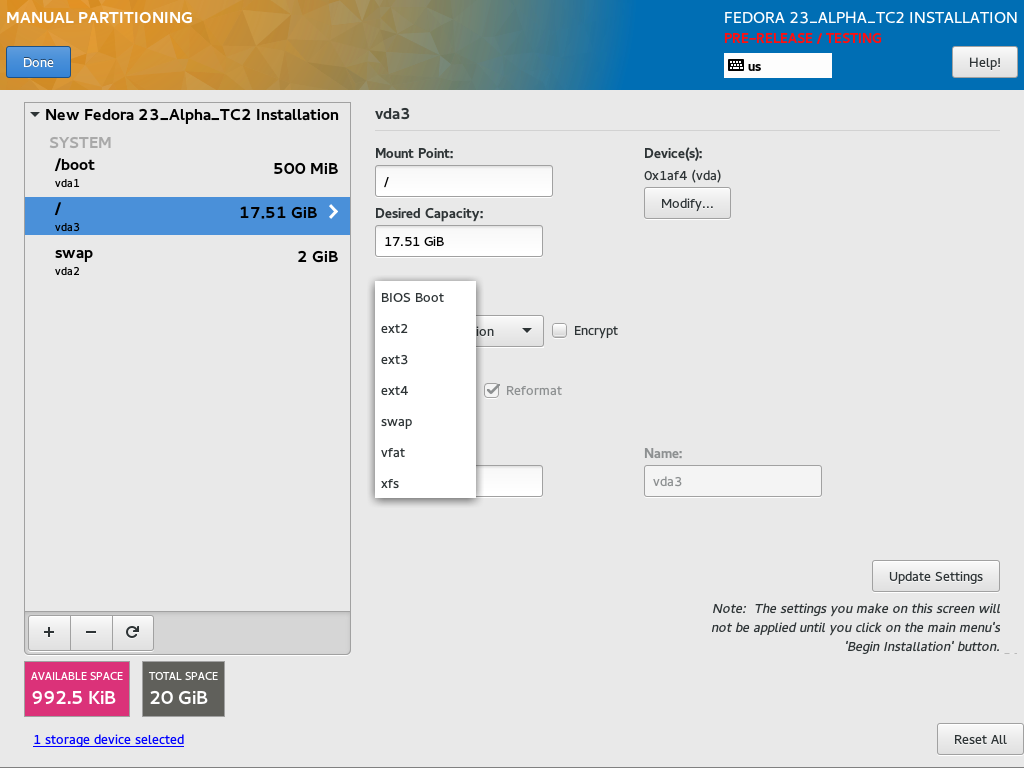 MANUAL PARTITIONING
FEDORA 23_ALPHA_TC2 INSTALLATION
PRE-RELEASE / TESTING
Done
us
Help!
New Fedora 23_Alpha_TC2 Installation
SYSTEM
/boot
500 MiB
vda1
/
17.51 GiB
vda3
swap
2 GiB
vda2
vda3
Mount Point:
/
Desired Capacity:
17.51 GiB
Device(s):
0x1af4 (vda)
Modify...
BIOS Boot
ext2
ext3
ext4
swap
vfat
xfs
Encrypt
Reformat
Name:
vda3
Update Settings
Note: The settings you make on this screen will
not be applied until you click on the main menu's
'Begin Installation' button.
AVAILABLE SPACE
992.5 KiB
TOTAL SPACE
20 GiB
1 storage device selected
Reset All